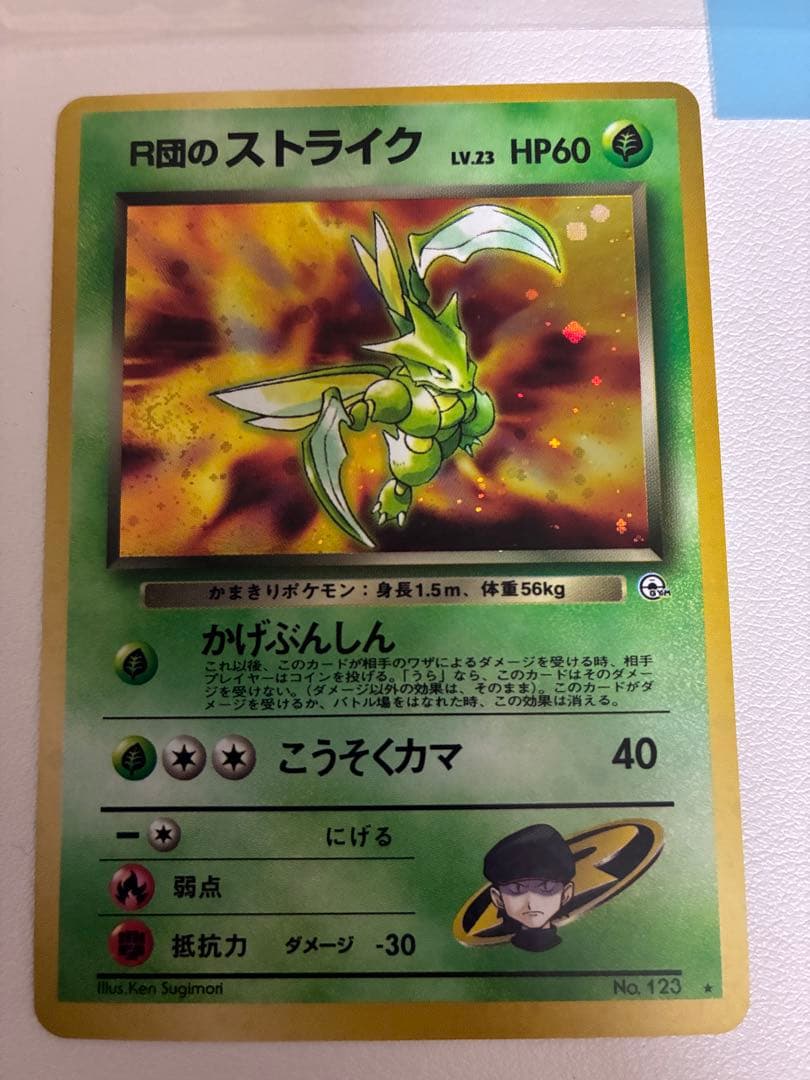 R団のストライク LV.23 HP60
かまきりポケモン：身長1.5m、体重56kg
GYM
かげぶんしん
これ以後、このカードが相手のワザによるダメージを受ける時、相手
プレイヤーはコインを投げる。「うら」なら、このカードはそのダメー
ジを受けない。（ダメージ以外の効果は、そのまま）。このカードがダ
メージを受けるか、バトル場をはなれた時、この効果は消える。
こうそくカマ 40
にげる
弱点
抵抗力 ダメージ -30
R
Illus.Ken Sugimori No. 123 ★